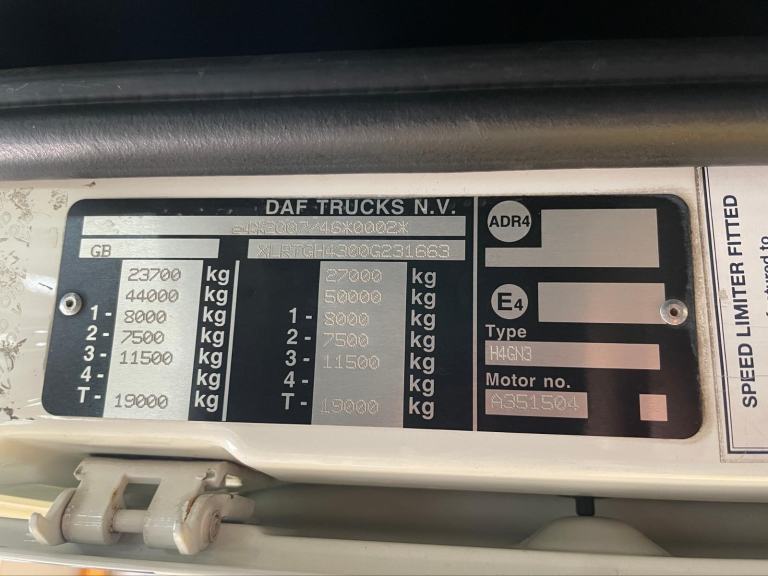 DAF TRUCKS N.V.
e4*2007/46*0002*
GB XLRTGH4300G231663
23700 kg 27000 kg
44000 kg 50000 kg
1- 8000 kg 1- 8000 kg
2- 7500 kg 2- 7500 kg
3- 11500 kg 3- 11500 kg
4- kg 4- kg
T- 19000 kg T- 19000 kg
ADR4
E4
Type
H4GN3
Motor no.
A351504
SPEED LIMITER FITTED